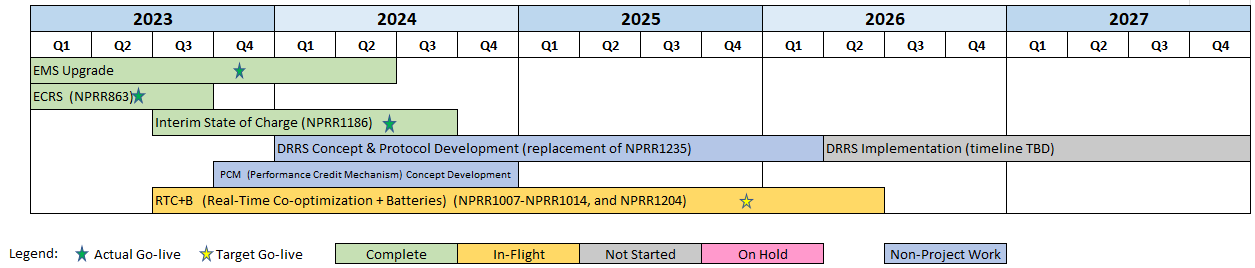 2023 2024 2025 2026 2027
Q1 Q2 Q3 Q4 Q1 Q2 Q3 Q4 Q1 Q2 Q3 Q4 Q1 Q2 Q3 Q4 Q1 Q2 Q3 Q4
EMS Upgrade
ECRS (NPRR863)
Interim State of Charge (NPRR1186)
DRRS Concept & Protocol Development (replacement of NPRR1235) DRRS Implementation (timeline TBD)
PCM (Performance Credit Mechanism) Concept Development
RTC+B (Real-Time Co-optimization + Batteries) (NPRR1007-NPRR1014, and NPRR1204)
Legend: Actual Go-live Target Go-live Complete In-Flight Not Started On Hold Non-Project Work